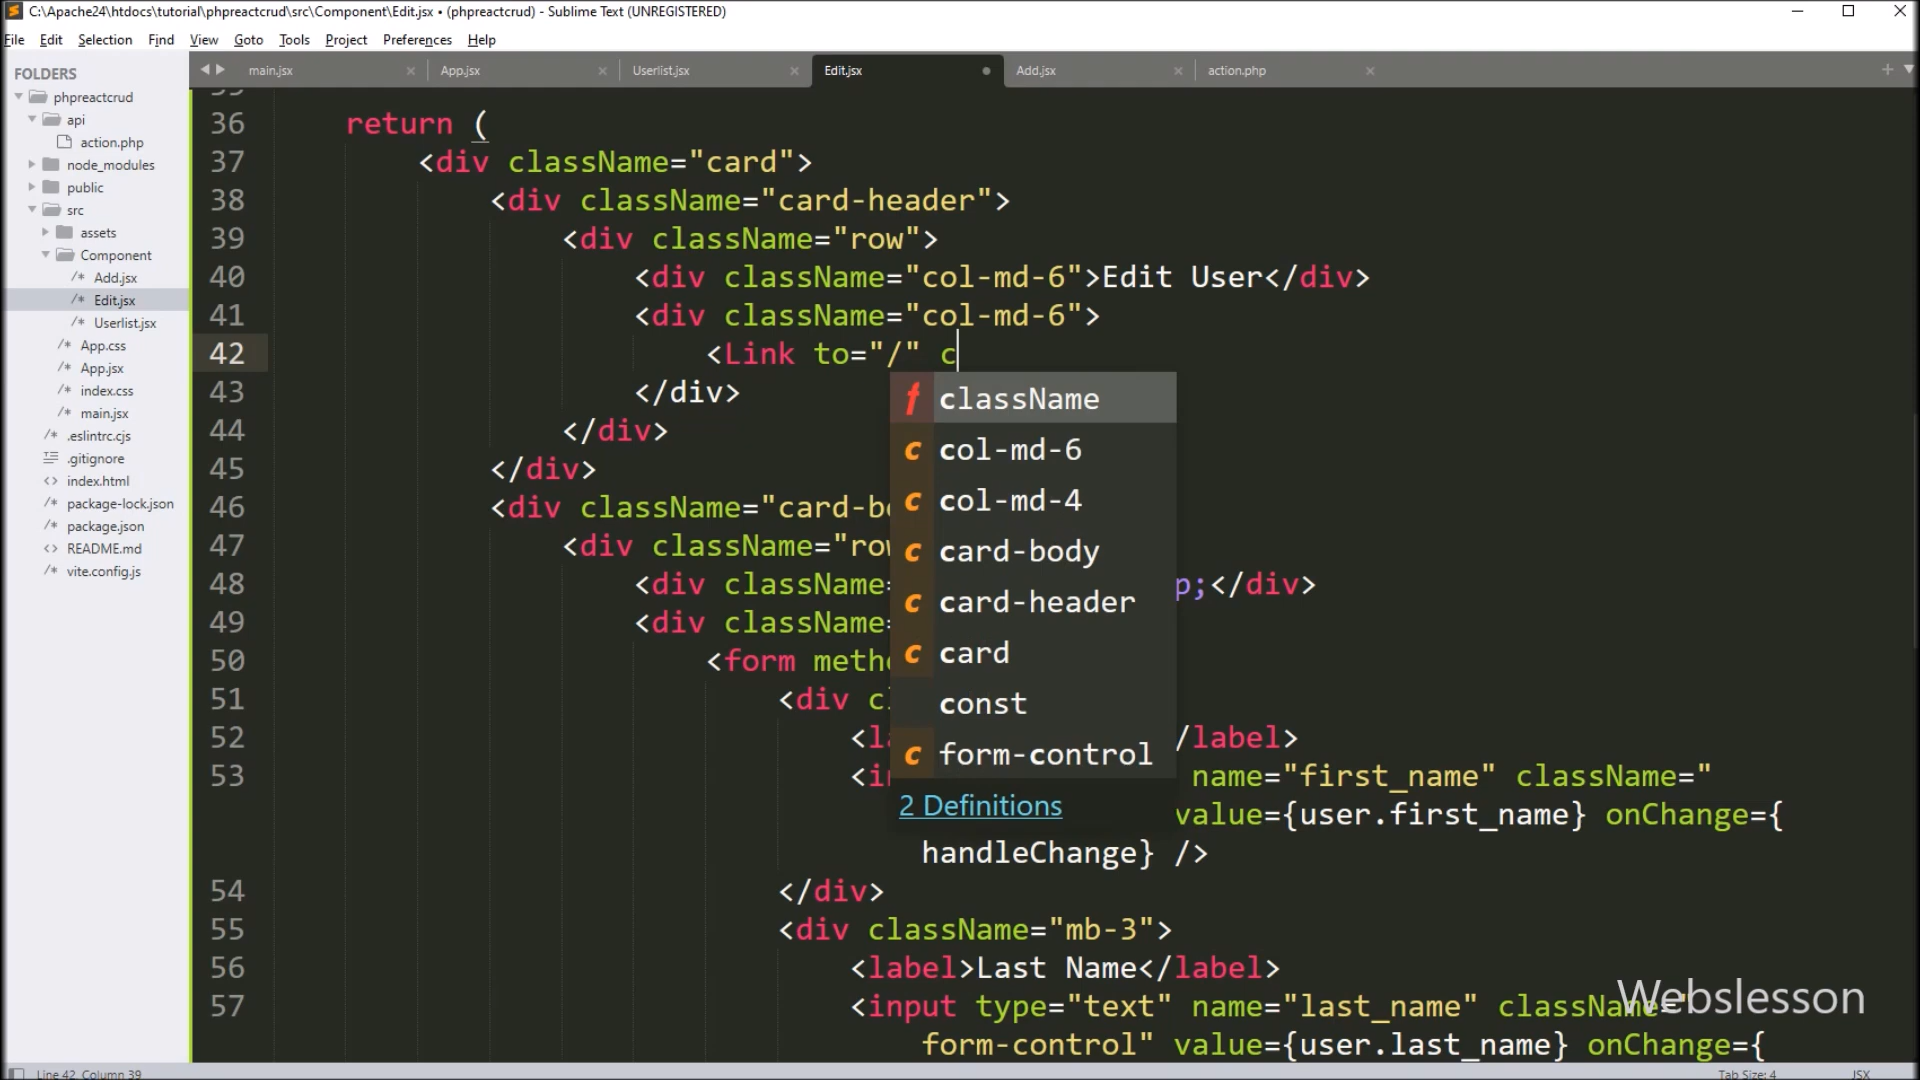 C:\Apache24\htdocs\tutorial\phpreactcrud\src\Component\Edit.jsx • (phpreactcrud) - Sublime Text (UNREGISTERED)
File Edit Selection Find View Goto Tools Project Preferences Help
FOLDERS
phpreactcrud
api
action.php
node_modules
public
src
assets
Component
Add.jsx
Edit.jsx
Userlist.jsx
App.css
App.jsx
index.css
main.jsx
.eslintrc.cjs
.gitignore
index.html
package-lock.json
package.json
README.md
vite.config.js
main.jsx App.jsx Userlist.jsx Edit.jsx Add.jsx action.php
36 return (
37 <div className="card">
38 <div className="card-header">
39 <div className="row">
40 <div className="col-md-6">Edit User</div>
41 <div className="col-md-6">
42 <Link to="/" c
43 </div>
44 </div>
45 </div>
46 <div className="card-b
47 <div className="ro
48 <div className= p;</div>
49 <div className=
50 <form meth
51 <div c
52 <l /label>
53 <i name="first_name" className="
value={user.first_name} onChange={
handleChange} />
54 </div>
55 <div className="mb-3">
56 <label>Last Name</label>
57 <input type="text" name="last_name" className="
form-control" value={user.last_name} onChange={
f className
c col-md-6
c col-md-4
c card-body
c card-header
c card
const
c form-control
2 Definitions
Webslesson
Line 42, Column 39
Tab Size: 4
JSX